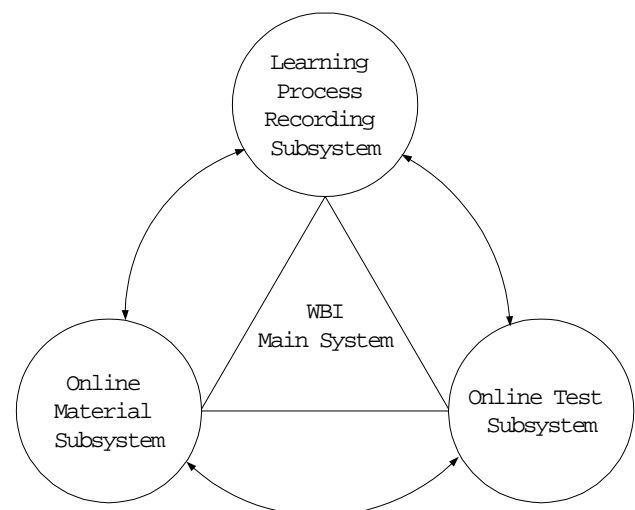 Learning
Process
Recording
Subsystem
WBI
Main System
Online
Material
Subsystem
Online Test
Subsystem